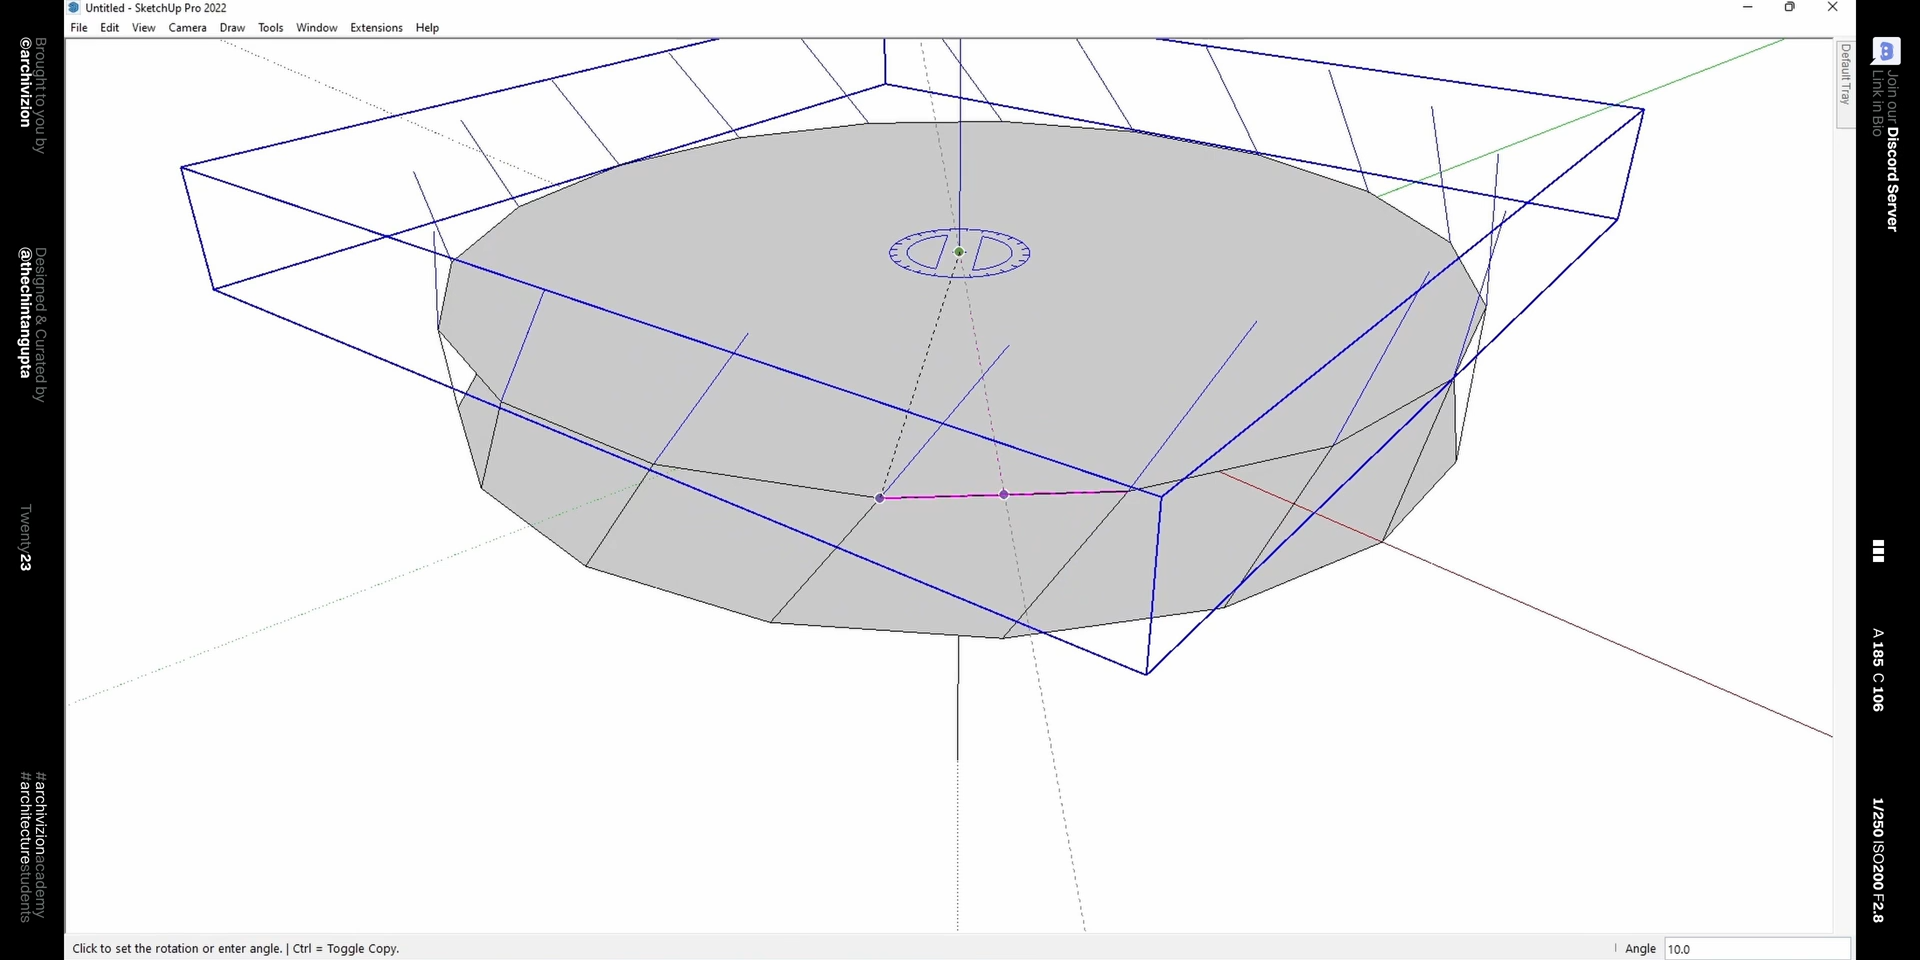 Untitled - SketchUp Pro 2022
File Edit View Camera Draw Tools Window Extensions Help
Default Tray
Brought to you by
@archivizion
Designed & Curated by
@thechintangupta
Twenty23
#archivizionacademy
#architecturestudents
Join our Discord Server
Link in Bio
A 185 C 106
1/250 ISO200 F2.8
Click to set the rotation or enter angle. | Ctrl = Toggle Copy.
Angle 10.0